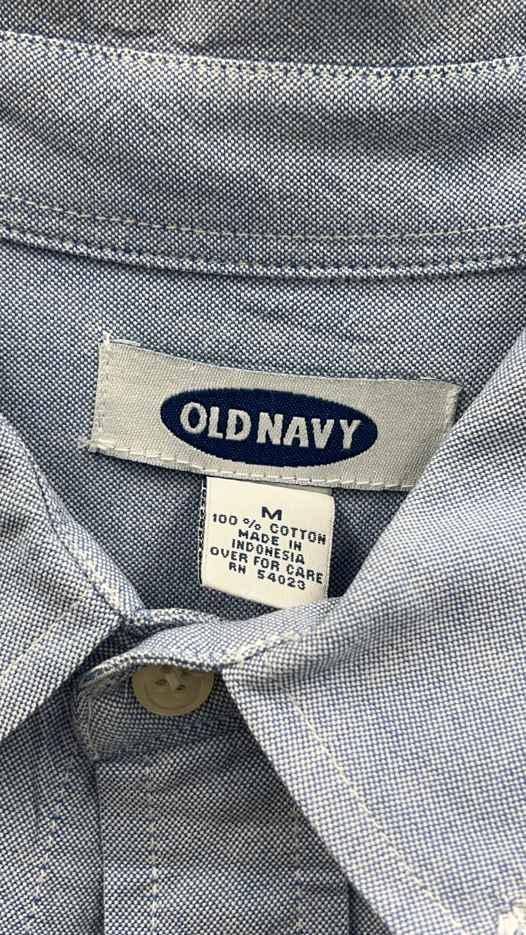 OLD NAVY
M
100 % COTTON
MADE IN
INDONESIA
OVER FOR CARE
RN 54023